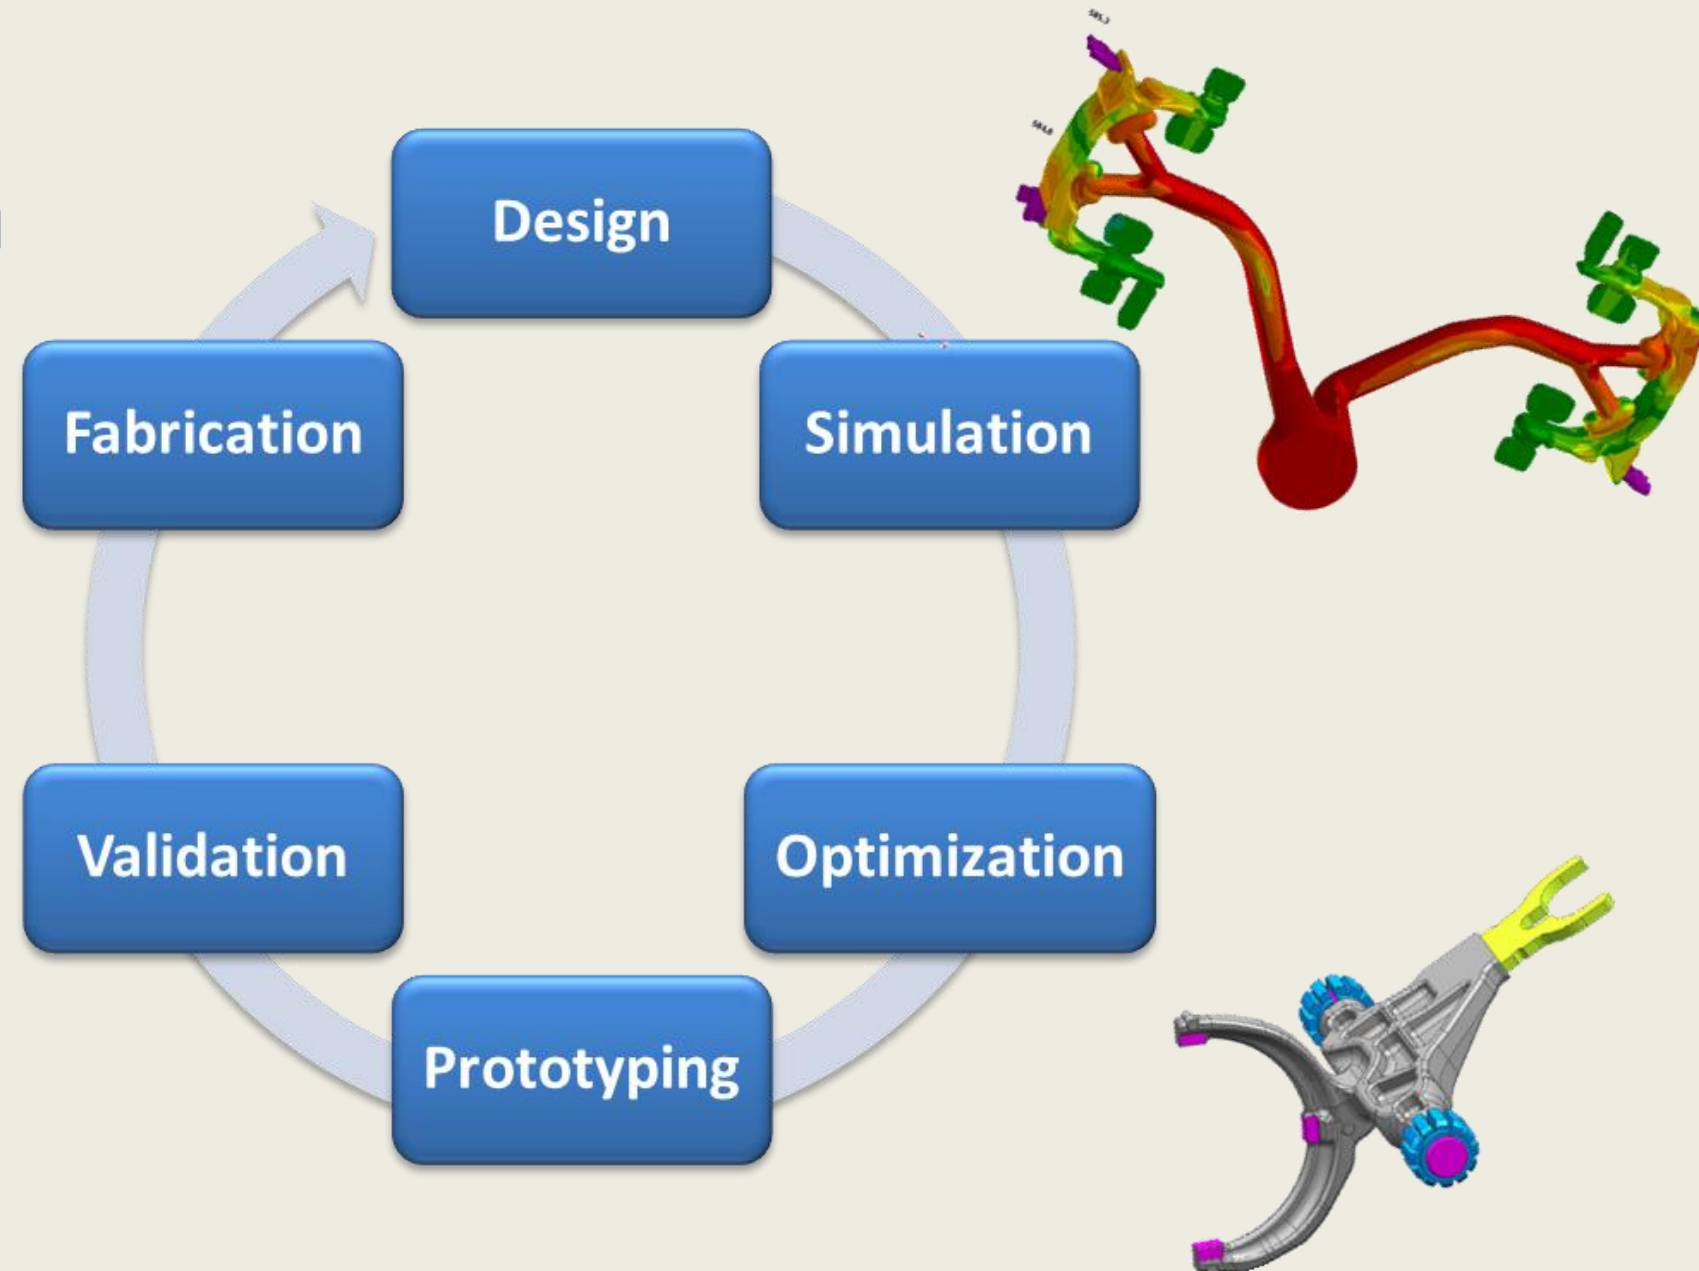 Design
Simulation
Optimization
Prototyping
Validation
Fabrication